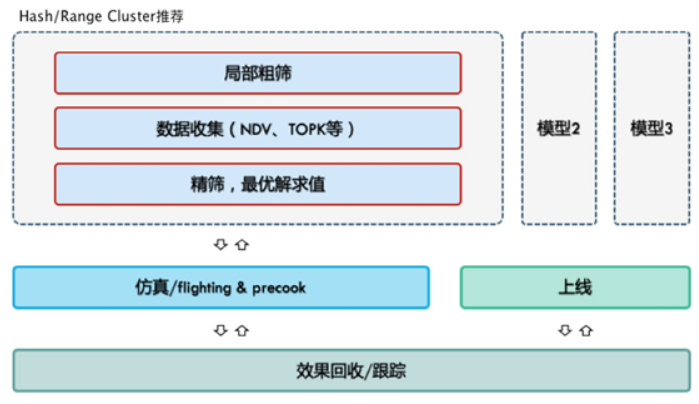 Hash/Range Cluster推荐
局部粗筛
数据收集（NDV、TOPK等）
精筛，最优解求值
模型2
模型3
仿真/flighting & precook
上线
效果回收/跟踪